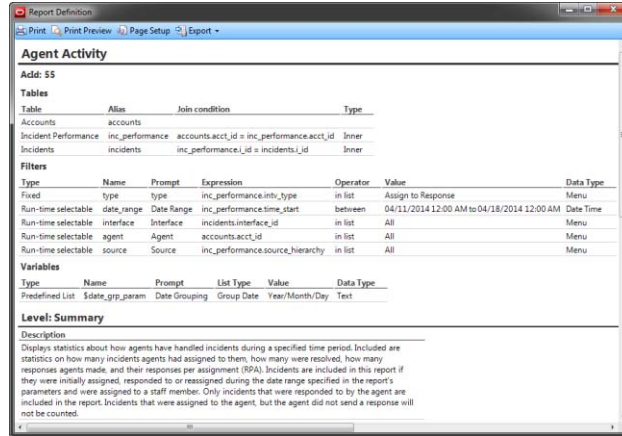 Report Definition
Print Print Preview Page Setup Export
Agent Activity
AcId: 55
Tables
Table Alias Join condition Type
Accounts accounts
Incident Performance inc_performance accounts.acct_id = inc_performance.acct_id Inner
Incidents incidents inc_performance.i_id = incidents.i_id Inner
Filters
Type Name Prompt Expression Operator Value Data Type
Fixed type type inc_performance.intv_type in list Assign to Response Menu
Run-time selectable date_range Date Range inc_performance.time_start between 04/11/2014 12:00 AM to 04/18/2014 12:00 AM Date Time
Run-time selectable interface Interface incidents.interface_id in list All Menu
Run-time selectable agent Agent accounts.acct_id in list All Menu
Run-time selectable source Source inc_performance.source_hierarchy in list All Menu
Variables
Type Name Prompt List Type Value Data Type
Predefined List $date_grp_param Date Grouping Group Date Year/Month/Day Text
Level: Summary
Description
Displays statistics about how agents have handled incidents during a specified time period. Included are
statistics on how many incidents agents had assigned to them, how many were resolved, how many
responses agents made, and their responses per assignment (RPA). Incidents are included in this report if
they were initially assigned, responded to or reassigned during the date range specified in the report's
parameters and were assigned to a staff member. Only incidents that were responded to by the agent are
included in the report. Incidents that were assigned to the agent, but the agent did not send a response will
not be counted.